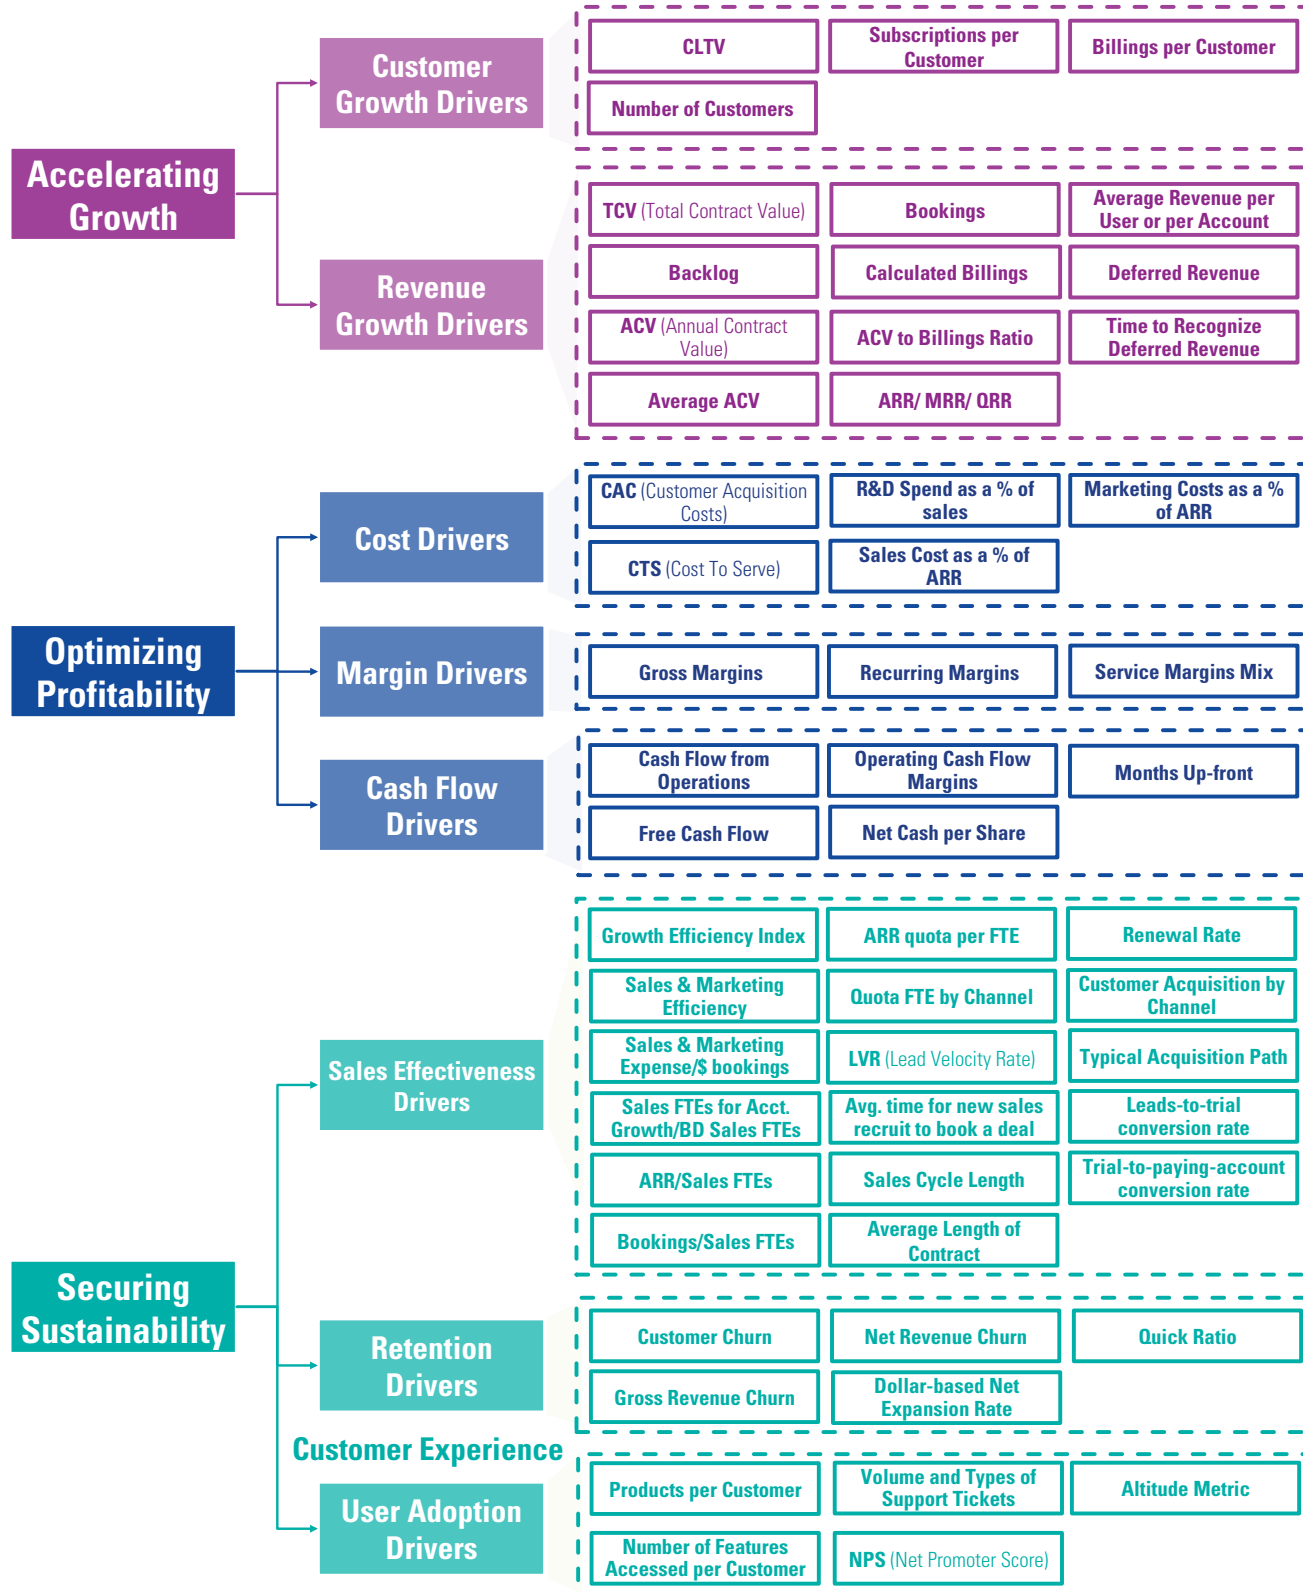 Accelerating
Growth
Customer
Growth Drivers
CLTV
Subscriptions per
Customer
Billings per Customer
Number of Customers
Revenue
Growth Drivers
TCV (Total Contract Value)
Bookings
Average Revenue per
User or per Account
Backlog
Calculated Billings
Deferred Revenue
ACV (Annual Contract
Value)
ACV to Billings Ratio
Time to Recognize
Deferred Revenue
Average ACV
ARR/ MRR/ QRR
Optimizing
Profitability
Cost Drivers
CAC (Customer Acquisition
Costs)
R&D Spend as a % of
sales
Marketing Costs as a %
of ARR
CTS (Cost To Serve)
Sales Cost as a % of
ARR
Margin Drivers
Gross Margins
Recurring Margins
Service Margins Mix
Cash Flow
Drivers
Cash Flow from
Operations
Operating Cash Flow
Margins
Months Up-front
Free Cash Flow
Net Cash per Share
Securing
Sustainability
Sales Effectiveness
Drivers
Growth Efficiency Index
ARR quota per FTE
Renewal Rate
Sales & Marketing
Efficiency
Quota FTE by Channel
Customer Acquisition by
Channel
Sales & Marketing
Expense/$ bookings
LVR (Lead Velocity Rate)
Typical Acquisition Path
Sales FTEs for Acct.
Growth/BD Sales FTEs
Avg. time for new sales
recruit to book a deal
Leads-to-trial
conversion rate
ARR/Sales FTEs
Sales Cycle Length
Trial-to-paying-account
conversion rate
Bookings/Sales FTEs
Average Length of
Contract
Retention
Drivers
Customer Churn
Net Revenue Churn
Quick Ratio
Gross Revenue Churn
Dollar-based Net
Expansion Rate
Customer Experience
User Adoption
Drivers
Products per Customer
Volume and Types of
Support Tickets
Altitude Metric
Number of Features
Accessed per Customer
NPS (Net Promoter Score)